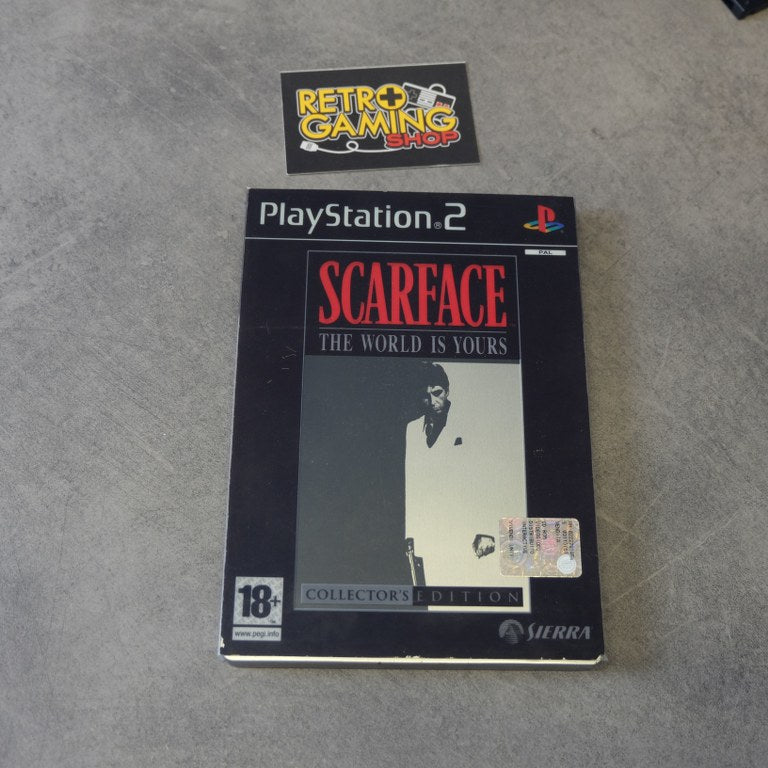 RETRO
GAMING
SHOP
PlayStation®2
PAL
SCARFACE
THE WORLD IS YOURS
COLLECTOR'S EDITION
18+
www.pegi.info
SIERRA